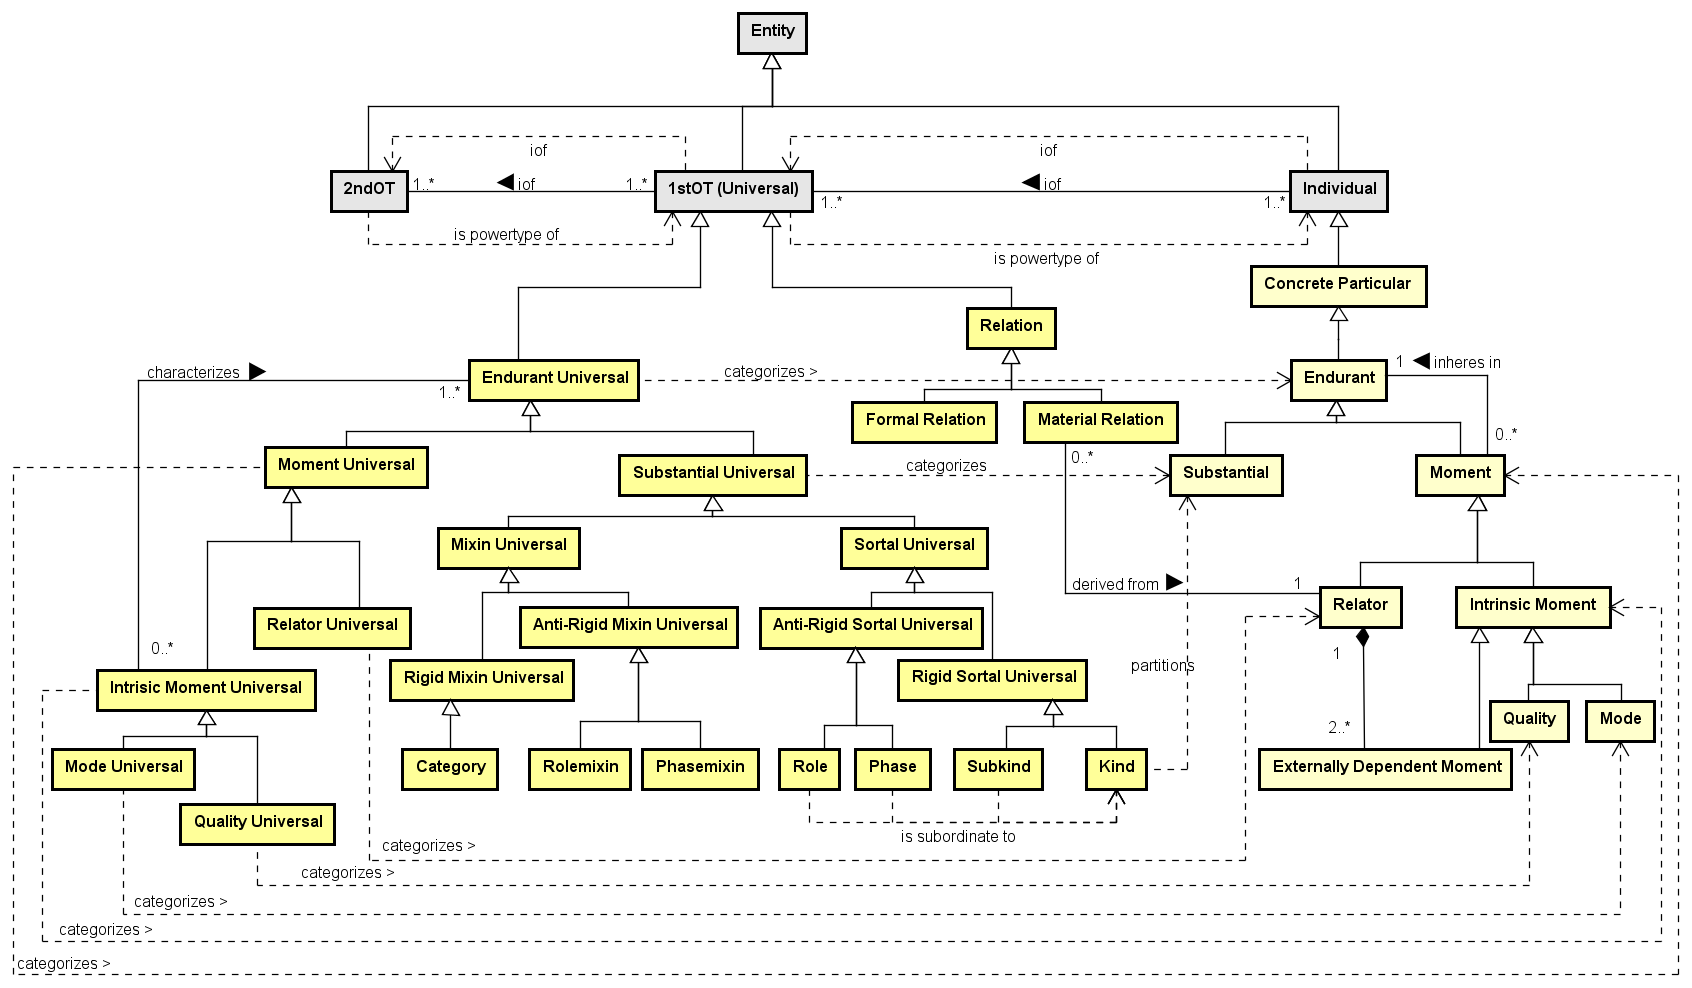 Entity
iof
iof
2ndOT
1..*
iof
1..*
1stOT (Universal)
1..*
iof
1..*
Individual
is powertype of
is powertype of
Concrete Particular
Relation
characterizes
1..*
Endurant Universal
categorizes >
Endurant
1
inheres in
0..*
Formal Relation
Material Relation
0..*
Moment Universal
Substantial Universal
categorizes
Substantial
Moment
Mixin Universal
Sortal Universal
derived from
1
Relator
Intrinsic Moment
Relator Universal
Anti-Rigid Mixin Universal
Anti-Rigid Sortal Universal
0..*
1
partitions
Intrisic Moment Universal
Rigid Mixin Universal
Rigid Sortal Universal
Quality
Mode
2..*
Mode Universal
Category
Rolemixin
Phasemixin
Role
Phase
Subkind
Kind
Externally Dependent Moment
Quality Universal
is subordinate to
categorizes >
categorizes >
categorizes >
categorizes >
categorizes >